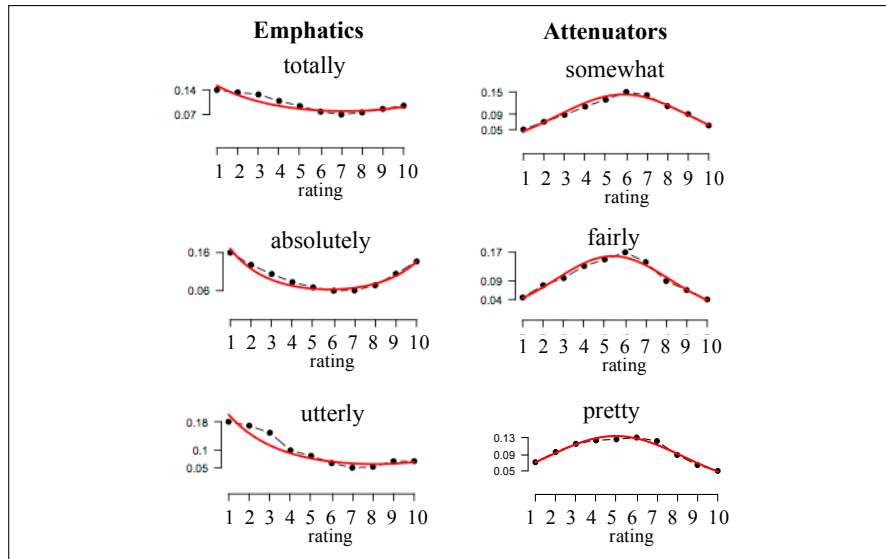 Emphatics
Attenuators
totally
0.14
0.07
1 2 3 4 5 6 7 8 9 10
rating
somewhat
0.15
0.09
0.05
1 2 3 4 5 6 7 8 9 10
rating
absolutely
0.16
0.06
1 2 3 4 5 6 7 8 9 10
rating
fairly
0.17
0.09
0.04
1 2 3 4 5 6 7 8 9 10
rating
utterly
0.18
0.1
0.05
1 2 3 4 5 6 7 8 9 10
rating
pretty
0.13
0.09
0.05
1 2 3 4 5 6 7 8 9 10
rating